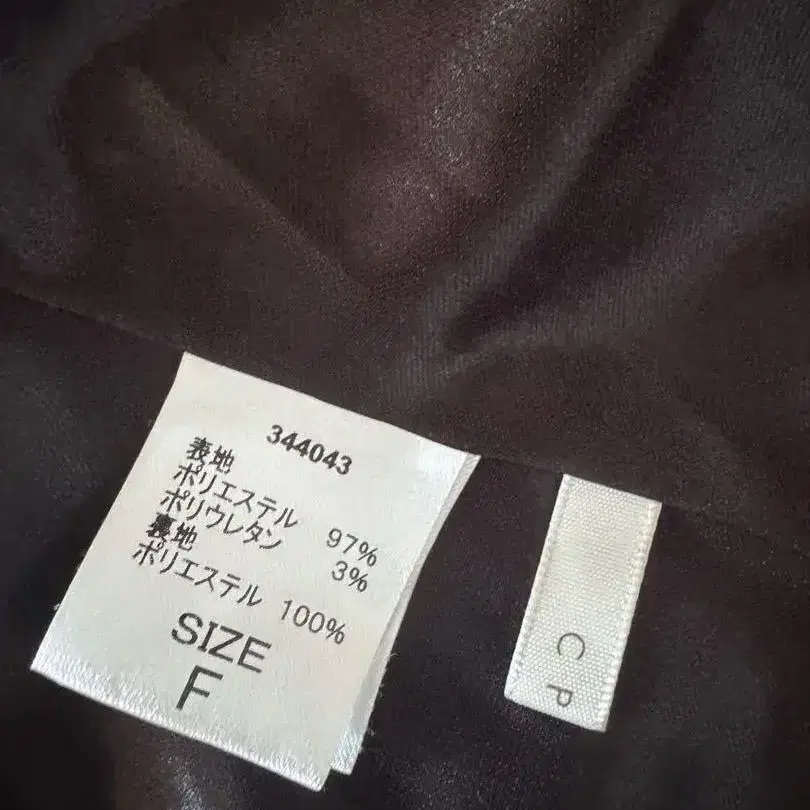 344043
表地
ポリエステル 97%
ポリウレタン 3%
裏地
ポリエステル 100%
SIZE
F
C P